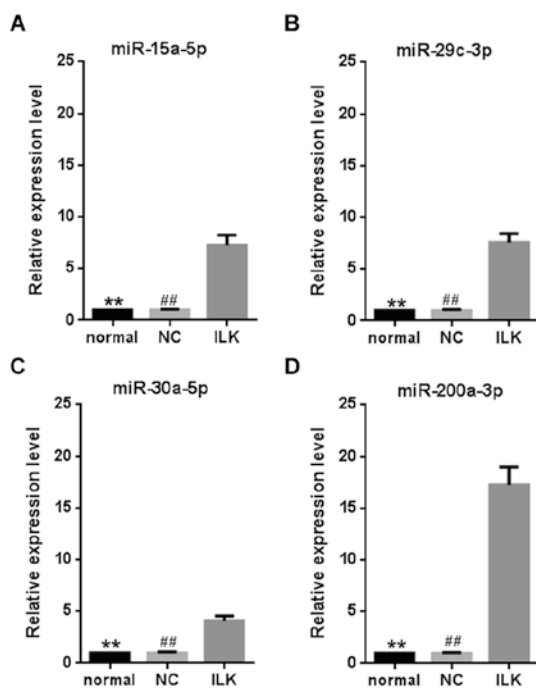 A
miR-15a-5p
Relative expression level
25
20
15
10
5
0
**
##
normal NC ILK
B
miR-29c-3p
Relative expression level
25
20
15
10
5
0
**
##
normal NC ILK
C
miR-30a-5p
Relative expression level
25
20
15
10
5
0
**
##
normal NC ILK
D
miR-200a-3p
Relative expression level
25
20
15
10
5
0
**
##
normal NC ILK